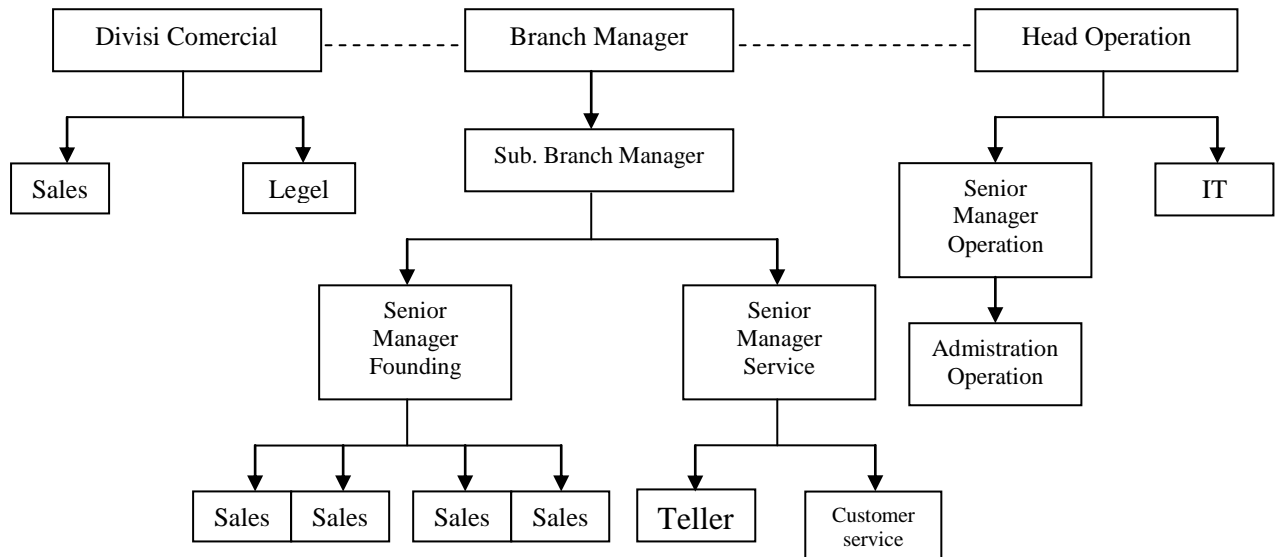 Divisi Comercial
Branch Manager
Head Operation
Sub. Branch Manager
Sales
Legel
Senior
Manager
Operation
IT
Senior
Manager
Founding
Senior
Manager
Service
Admistration
Operation
Sales
Sales
Sales
Sales
Teller
Customer
service